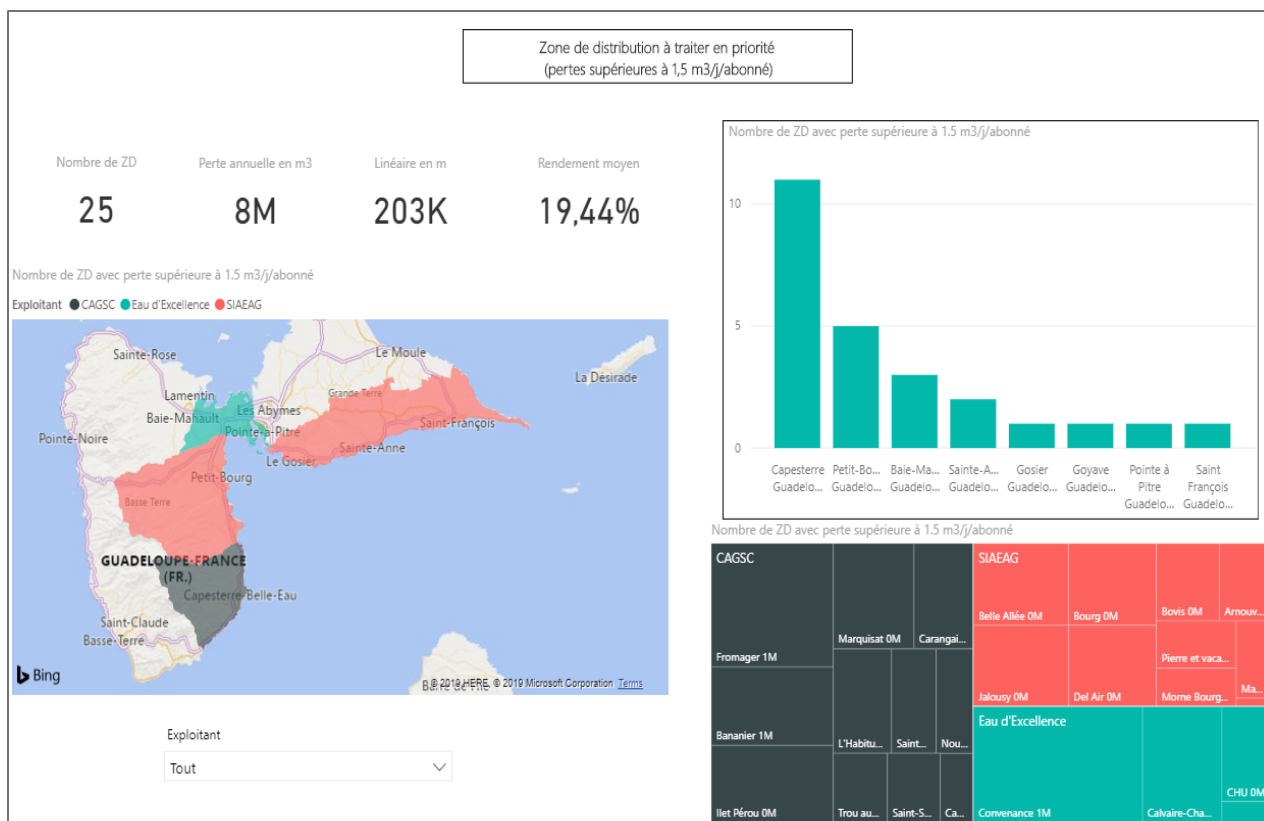 Zone de distribution à traiter en priorité
(pertes supérieures à 1,5 m3/j/abonné)
Nombre de ZD
Perte annuelle en m3
Linéaire en m
Rendement moyen
25
8M
203K
19,44%
Nombre de ZD avec perte supérieure à 1.5 m3/j/abonné
Exploitant CAGSC Eau d'Excellence SIAEAG
Sainte-Rose
Le Moule
La Désirade
Lamentin
Grande Terre
Baie-Mahault
Les Abymes
Pointe-Noire
Pointe-à-Pitre
Saint-François
Sainte-Anne
Le Gosier
Petit-Bourg
Basse Terre
GUADELOUPE-FRANCE
(FR.)
Capesterre-Belle-Eau
Saint-Claude
Basse-Terre
Bing
© 2019 HERE, © 2019 Microsoft Corporation Terms
Exploitant
Tout
Nombre de ZD avec perte supérieure à 1.5 m3/j/abonné
10
5
0
Capesterre Guadelo...
Petit-Bo... Guadelo...
Baie-Ma... Guadelo...
Sainte-A... Guadelo...
Gosier Guadelo...
Goyave Guadelo...
Pointe à Pitre Guadelo...
Saint François Guadelo...
Nombre de ZD avec perte supérieure à 1.5 m3/j/abonné
CAGSC
Fromager 1M
Bananier 1M
Ilet Pérou 0M
Marquisat 0M
Carangai...
L'Habitu...
Saint...
Nou...
Trou au...
Saint-S...
Ca...
SIAEAG
Belle Allée 0M
Bourg 0M
Bovis 0M
Arnouv...
Jalousy 0M
Del Air 0M
Pierre et vaca...
Morne Bourg...
Ma...
Eau d'Excellence
Convenance 1M
Calvaire-Cha...
CHU 0M